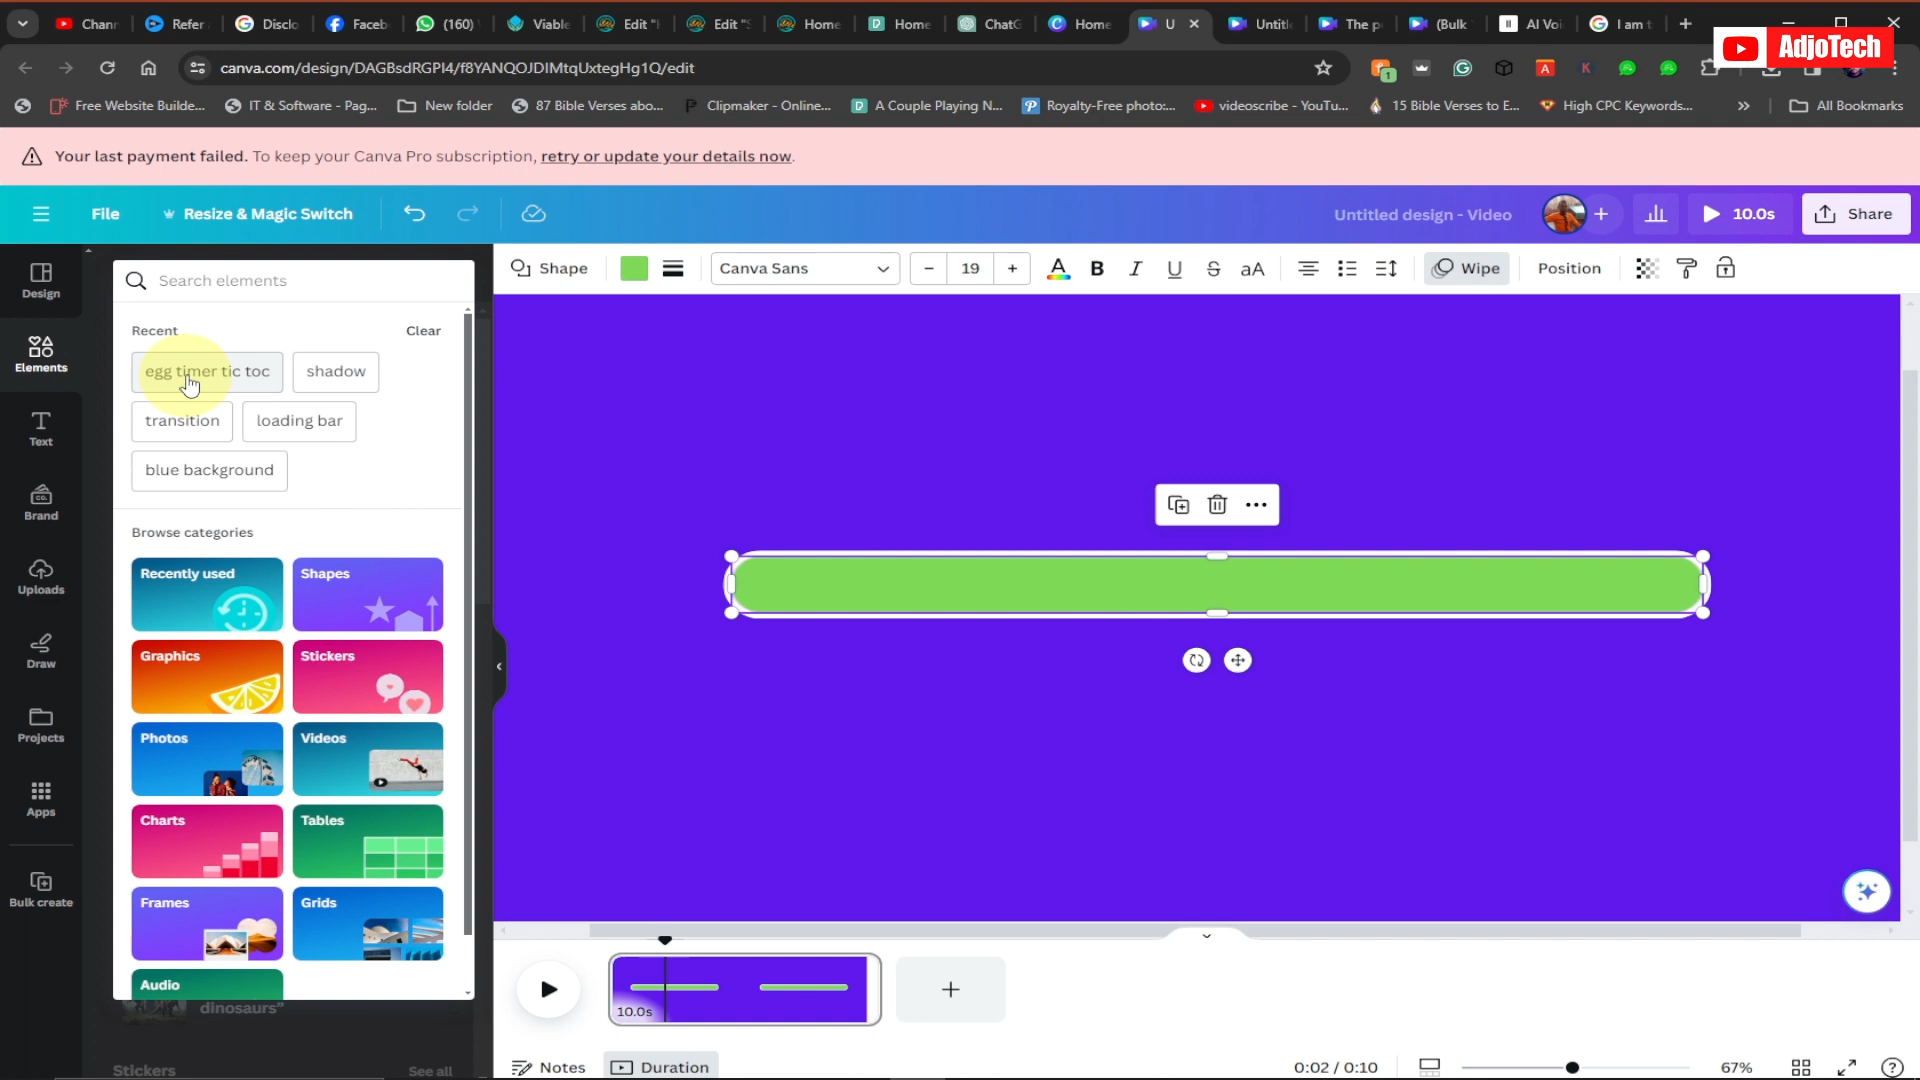 Chann
Refer
Disclo
Faceb
(160)
Viable
Edit "I
Edit "S
Home
Home
ChatG
Home
U
Untitl
The p
(Bulk
AI Voi
I am t
AdjoTech
canva.com/design/DAGBsdRGPI4/f8YANQOJDIMtqUxtegHg1Q/edit
Free Website Builde...
IT & Software - Pag...
New folder
87 Bible Verses abo...
Clipmaker - Online...
A Couple Playing N...
Royalty-Free photo:...
videoscribe - YouTu...
15 Bible Verses to E...
High CPC Keywords...
All Bookmarks
Your last payment failed. To keep your Canva Pro subscription, retry or update your details now.
File
Resize & Magic Switch
Untitled design - Video
10.0s
Share
Design
Elements
Text
Brand
Uploads
Draw
Projects
Apps
Bulk create
Search elements
Recent
Clear
egg timer tic toc
shadow
transition
loading bar
blue background
Browse categories
Recently used
Shapes
Graphics
Stickers
Photos
Videos
Charts
Tables
Frames
Grids
Audio
dinosaurs"
Stickers
See all
Shape
Canva Sans
– 19 +
A B I U S aA
Wipe
Position
10.0s
Notes
Duration
0:02 / 0:10
67%